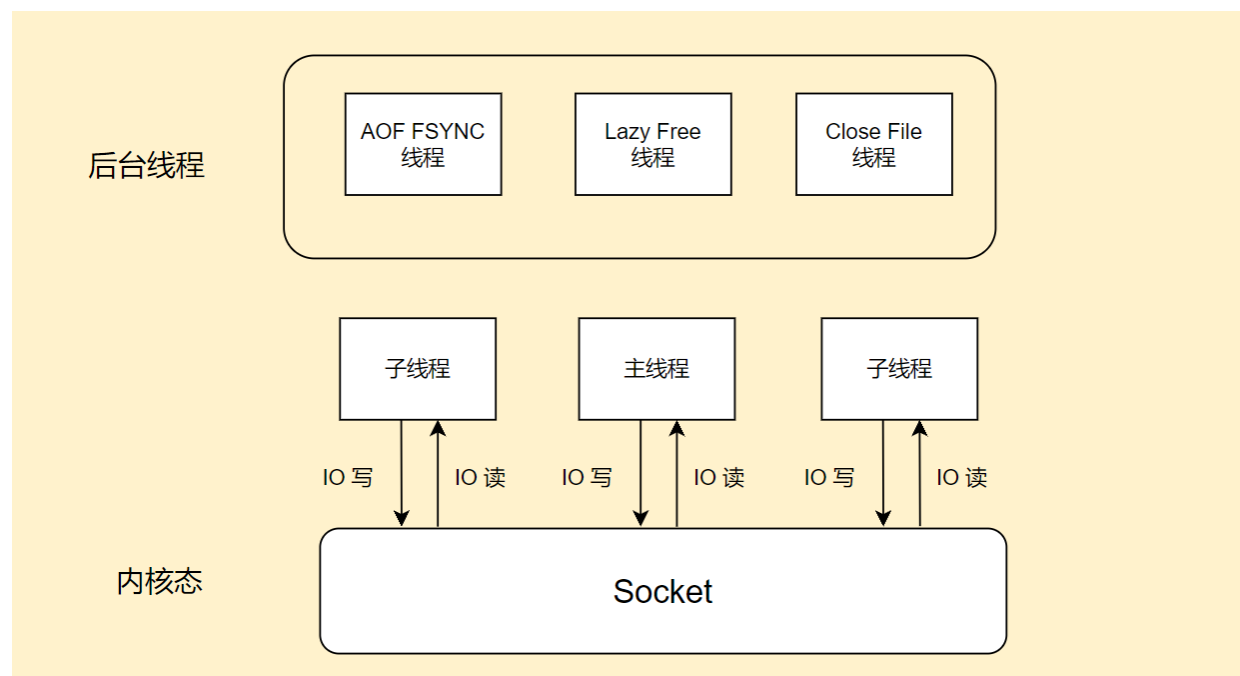 后台线程
AOF FSYNC
线程
Lazy Free
线程
Close File
线程
子线程
主线程
子线程
IO 写
IO 读
IO 写
IO 读
IO 写
IO 读
内核态
Socket